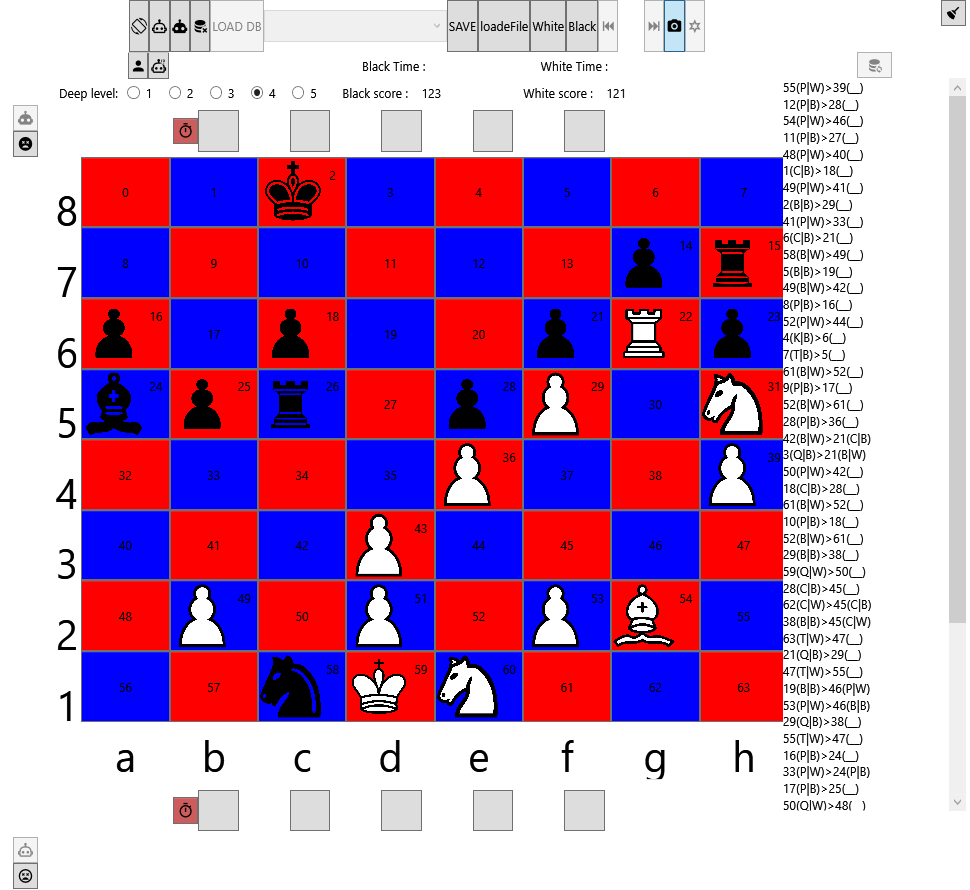 LOAD DB SAVE loadeFile White Black
Black Time : White Time :
Deep level: 1 2 3 4 5 Black score : 123 White score : 121
8 0 1 2 3 4 5 6 7
7 8 9 10 11 12 13 14 15
6 16 17 18 19 20 21 22 23
5 24 25 26 27 28 29 30 31
4 32 33 34 35 36 37 38 39
3 40 41 42 43 44 45 46 47
2 48 49 50 51 52 53 54 55
1 56 57 58 59 60 61 62 63
a b c d e f g h
55(P|W)>39(__)
12(P|B)>28(__)
54(P|W)>46(__)
11(P|B)>27(__)
48(P|W)>40(__)
1(C|B)>18(__)
49(P|W)>41(__)
2(B|B)>29(__)
41(P|W)>33(__)
6(C|B)>21(__)
58(B|W)>49(__)
5(B|B)>19(__)
49(B|W)>42(__)
8(P|B)>16(__)
52(P|W)>44(__)
4(K|B)>6(__)
7(T|B)>5(__)
61(B|W)>52(__)
9(P|B)>17(__)
52(B|W)>61(__)
28(P|B)>36(__)
42(B|W)>21(C|B)
3(Q|B)>21(B|W)
50(P|W)>42(__)
18(C|B)>28(__)
61(B|W)>52(__)
10(P|B)>18(__)
52(B|W)>61(__)
29(B|B)>38(__)
59(Q|W)>50(__)
28(C|B)>45(__)
62(C|W)>45(C|B)
38(B|B)>45(C|W)
63(T|W)>47(__)
21(Q|B)>29(__)
47(T|W)>55(__)
19(B|B)>46(P|W)
53(P|W)>46(B|B)
29(Q|B)>38(__)
55(T|W)>47(__)
16(P|B)>24(__)
33(P|W)>24(P|B)
17(P|B)>25(__)
50(Q|W)>48(__)